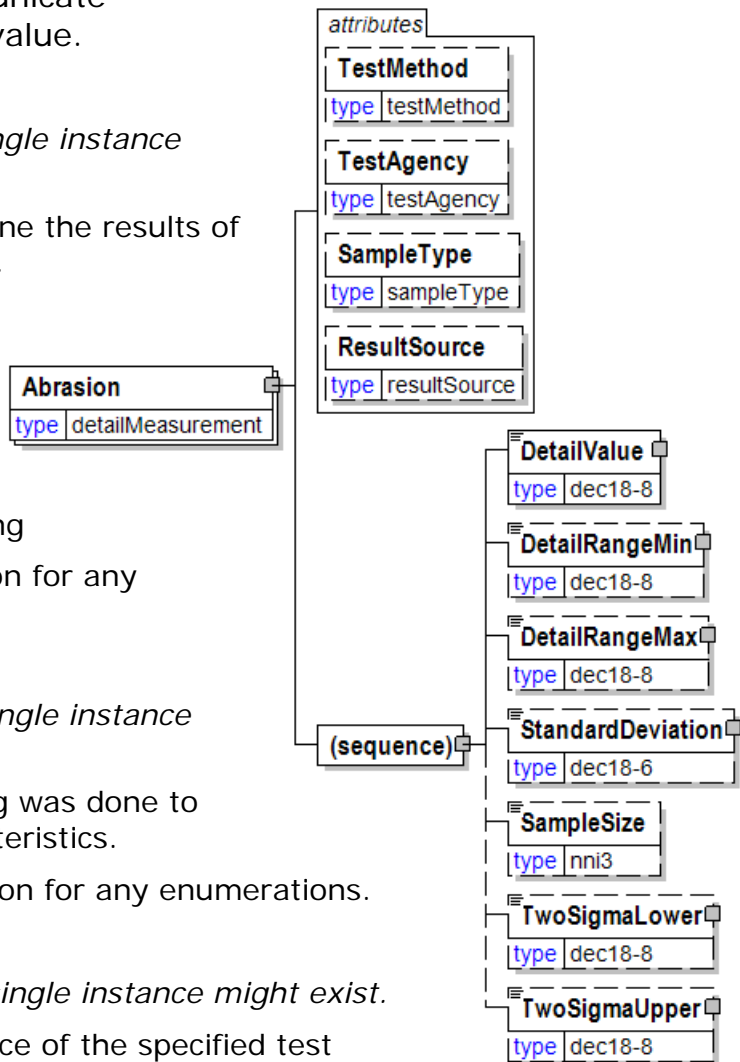 unicate
value.
ngle instance
ne the results of
ng
on for any
ngle instance
g was done to
teristics.
on for any enumerations.
single instance might exist.
ce of the specified test
attributes
TestMethod
type testMethod
TestAgency
type testAgency
SampleType
type sampleType
ResultSource
type resultSource
Abrasion
type detailMeasurement
(sequence)
DetailValue
type dec18-8
DetailRangeMin
type dec18-8
DetailRangeMax
type dec18-8
StandardDeviation
type dec18-6
SampleSize
type nni3
TwoSigmaLower
type dec18-8
TwoSigmaUpper
type dec18-8